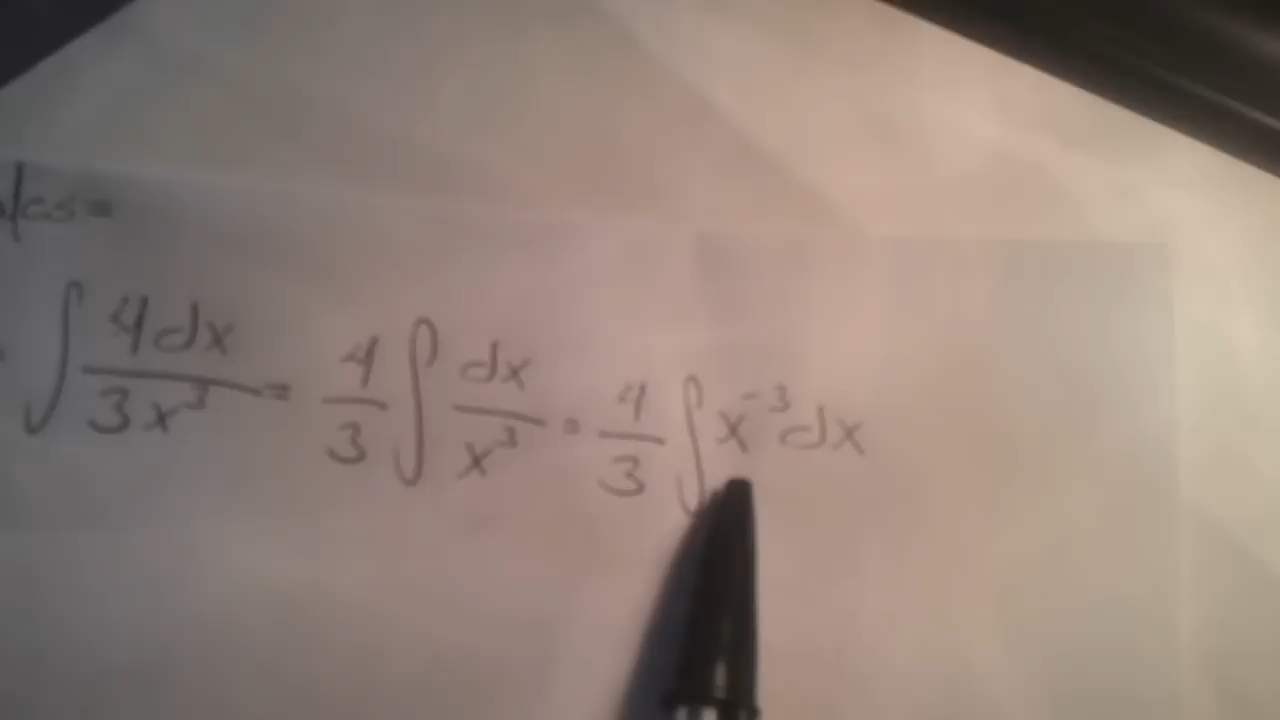 ∫ 4dx/3x³ = 4/3 ∫ dx/x³ = 4/3 ∫ x⁻³dx